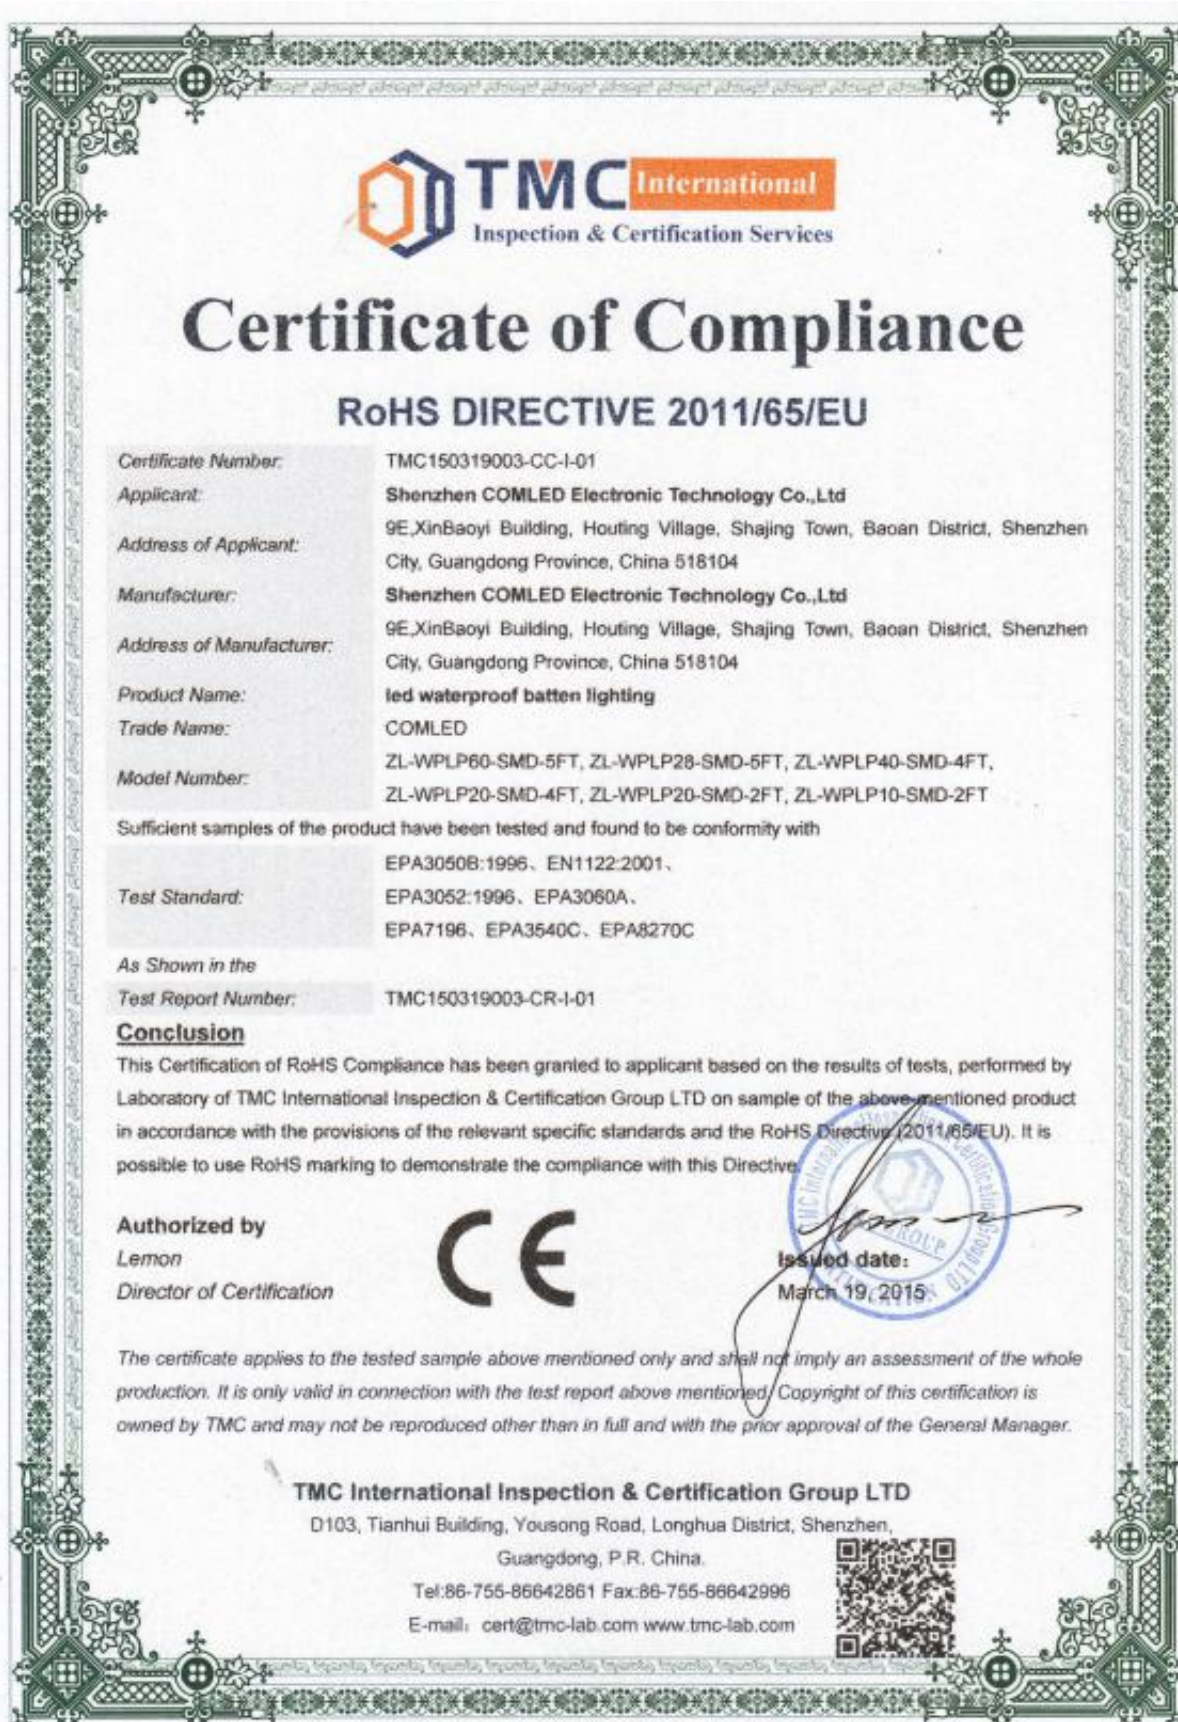 TMC International
Inspection & Certification Services
Certificate of Compliance
RoHS DIRECTIVE 2011/65/EU
Certificate Number: TMC150319003-CC-I-01
Applicant: Shenzhen COMLED Electronic Technology Co.,Ltd
Address of Applicant: 9E,XinBaoyi Building, Houting Village, Shajing Town, Baoan District, Shenzhen
City, Guangdong Province, China 518104
Manufacturer: Shenzhen COMLED Electronic Technology Co.,Ltd
Address of Manufacturer: 9E,XinBaoyi Building, Houting Village, Shajing Town, Baoan District, Shenzhen
City, Guangdong Province, China 518104
Product Name: led waterproof batten lighting
Trade Name: COMLED
Model Number: ZL-WPLP60-SMD-5FT, ZL-WPLP28-SMD-5FT, ZL-WPLP40-SMD-4FT,
ZL-WPLP20-SMD-4FT, ZL-WPLP20-SMD-2FT, ZL-WPLP10-SMD-2FT
Sufficient samples of the product have been tested and found to be conformity with
Test Standard: EPA3050B:1996、EN1122:2001、
EPA3052:1996、EPA3060A、
EPA7196、EPA3540C、EPA8270C
As Shown in the
Test Report Number: TMC150319003-CR-I-01
Conclusion
This Certification of RoHS Compliance has been granted to applicant based on the results of tests, performed by
Laboratory of TMC International Inspection & Certification Group LTD on sample of the above-mentioned product
in accordance with the provisions of the relevant specific standards and the RoHS Directive (2011/65/EU). It is
possible to use RoHS marking to demonstrate the compliance with this Directive.
Authorized by
Lemon
Director of Certification
CE
Issued date:
March 19, 2015
TMC International Inspection & Certification Group LTD
GROUP
The certificate applies to the tested sample above mentioned only and shall not imply an assessment of the whole
production. It is only valid in connection with the test report above mentioned. Copyright of this certification is
owned by TMC and may not be reproduced other than in full and with the prior approval of the General Manager.
TMC International Inspection & Certification Group LTD
D103, Tianhui Building, Yousong Road, Longhua District, Shenzhen,
Guangdong, P.R. China.
Tel:86-755-86642861 Fax:86-755-86642996
E-mail: cert@tmc-lab.com www.tmc-lab.com